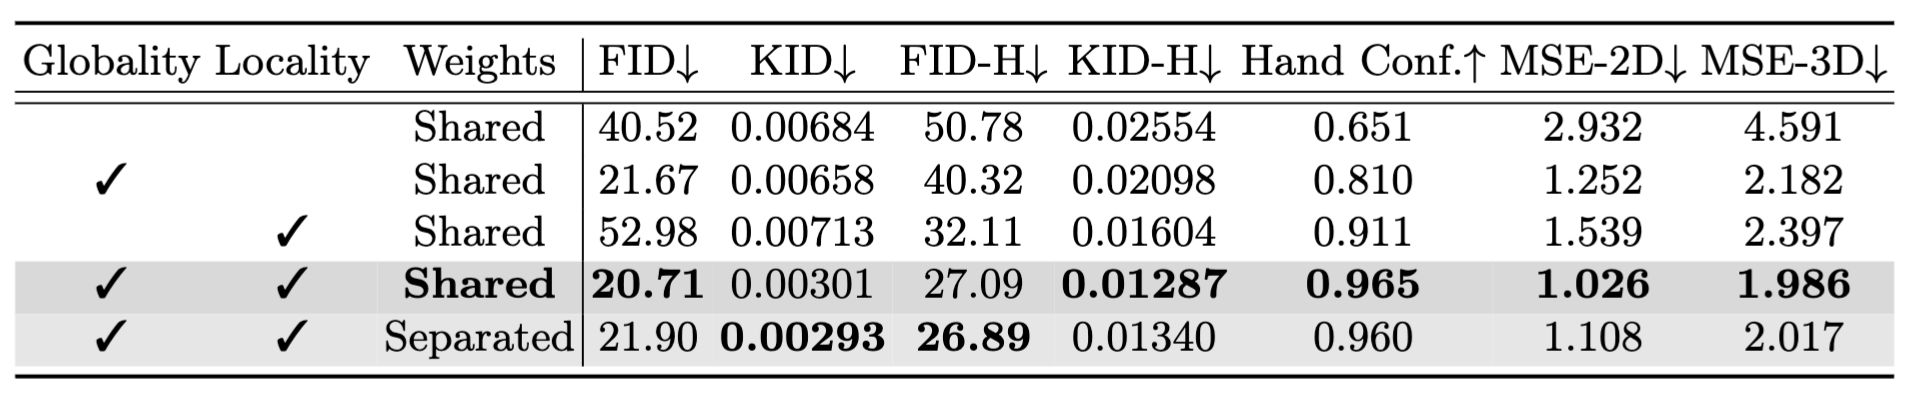 Globality Locality Weights FID↓ KID↓ FID-H↓ KID-H↓ Hand Conf.↑ MSE-2D↓ MSE-3D↓
Shared 40.52 0.00684 50.78 0.02554 0.651 2.932 4.591
✓ Shared 21.67 0.00658 40.32 0.02098 0.810 1.252 2.182
✓ Shared 52.98 0.00713 32.11 0.01604 0.911 1.539 2.397
✓ ✓ Shared 20.71 0.00301 27.09 0.01287 0.965 1.026 1.986
✓ ✓ Separated 21.90 0.00293 26.89 0.01340 0.960 1.108 2.017